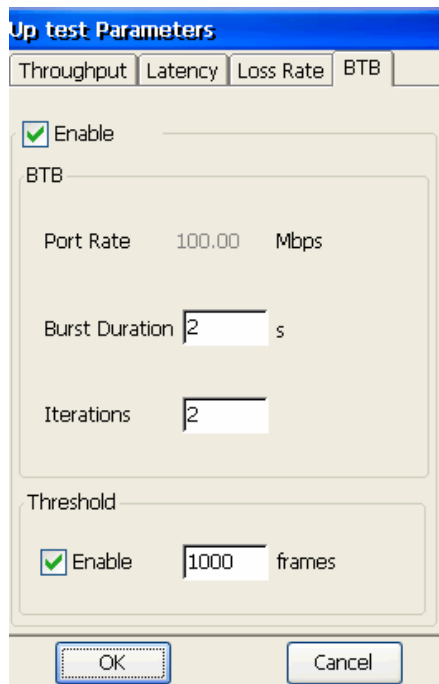 Up test Parameters
Throughput Latency Loss Rate BTB
Enable
BTB
Port Rate 100.00 Mbps
Burst Duration 2 s
Iterations 2
Threshold
Enable 1000 frames
OK Cancel